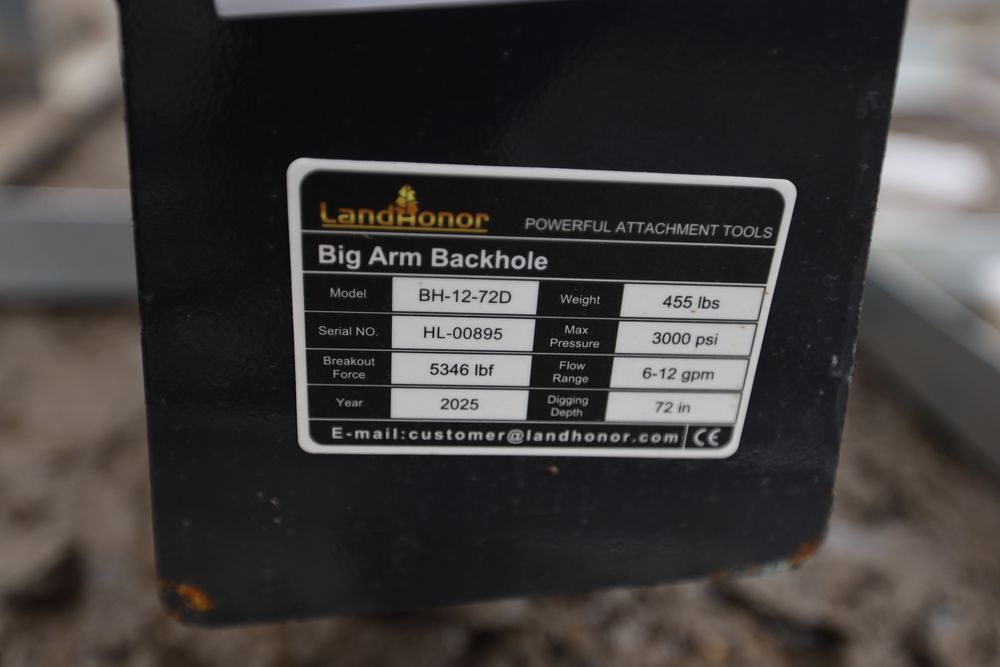 LandHonor POWERFUL ATTACHMENT TOOLS
Big Arm Backhole
Model BH-12-72D Weight 455 lbs
Serial NO. HL-00895 Max Pressure 3000 psi
Breakout Force 5346 lbf Flow Range 6-12 gpm
Year 2025 Digging Depth 72 in
E-mail:customer@landhonor.com CE